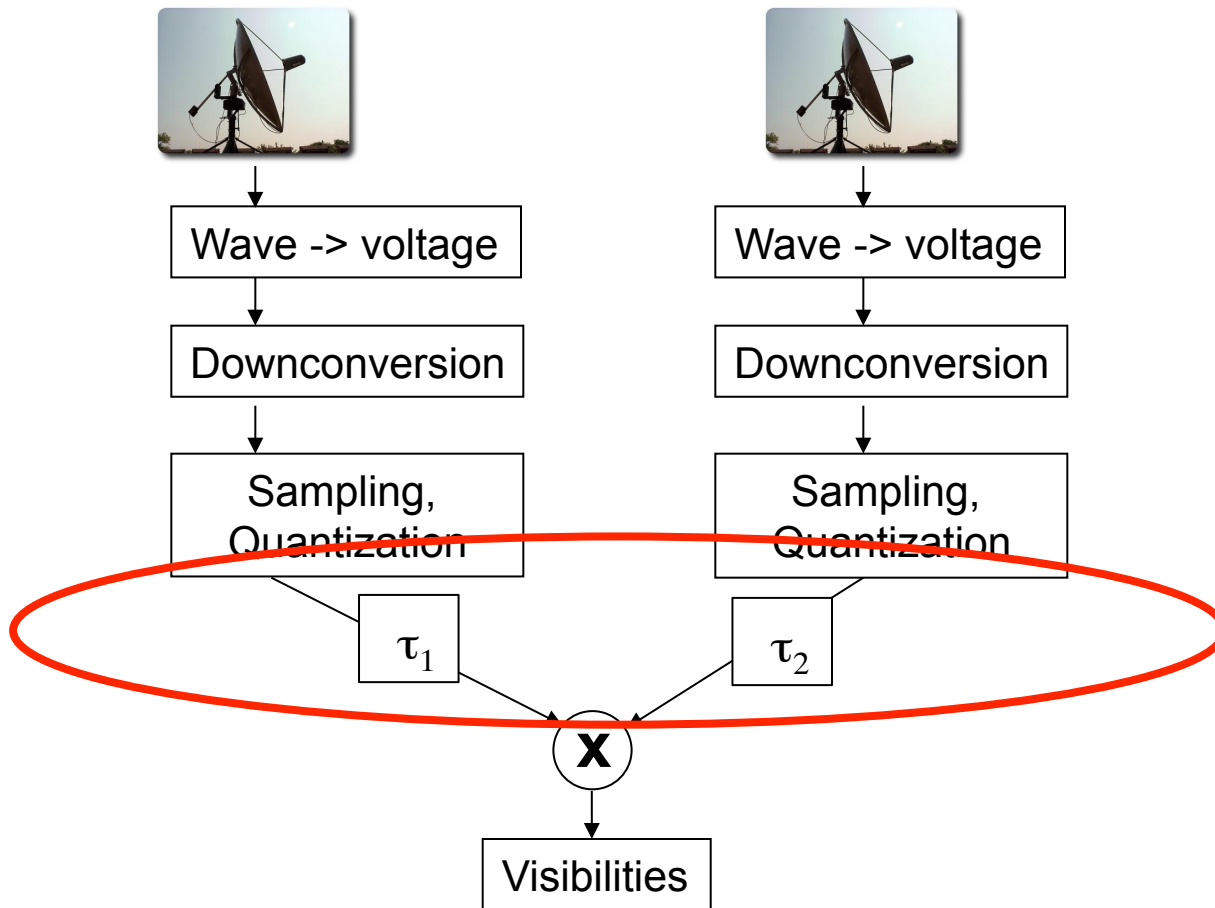 Wave -> voltage
Wave -> voltage
Downconversion
Downconversion
Sampling,
Quantization
Sampling,
Quantization
τ1
τ2
x
Visibilities